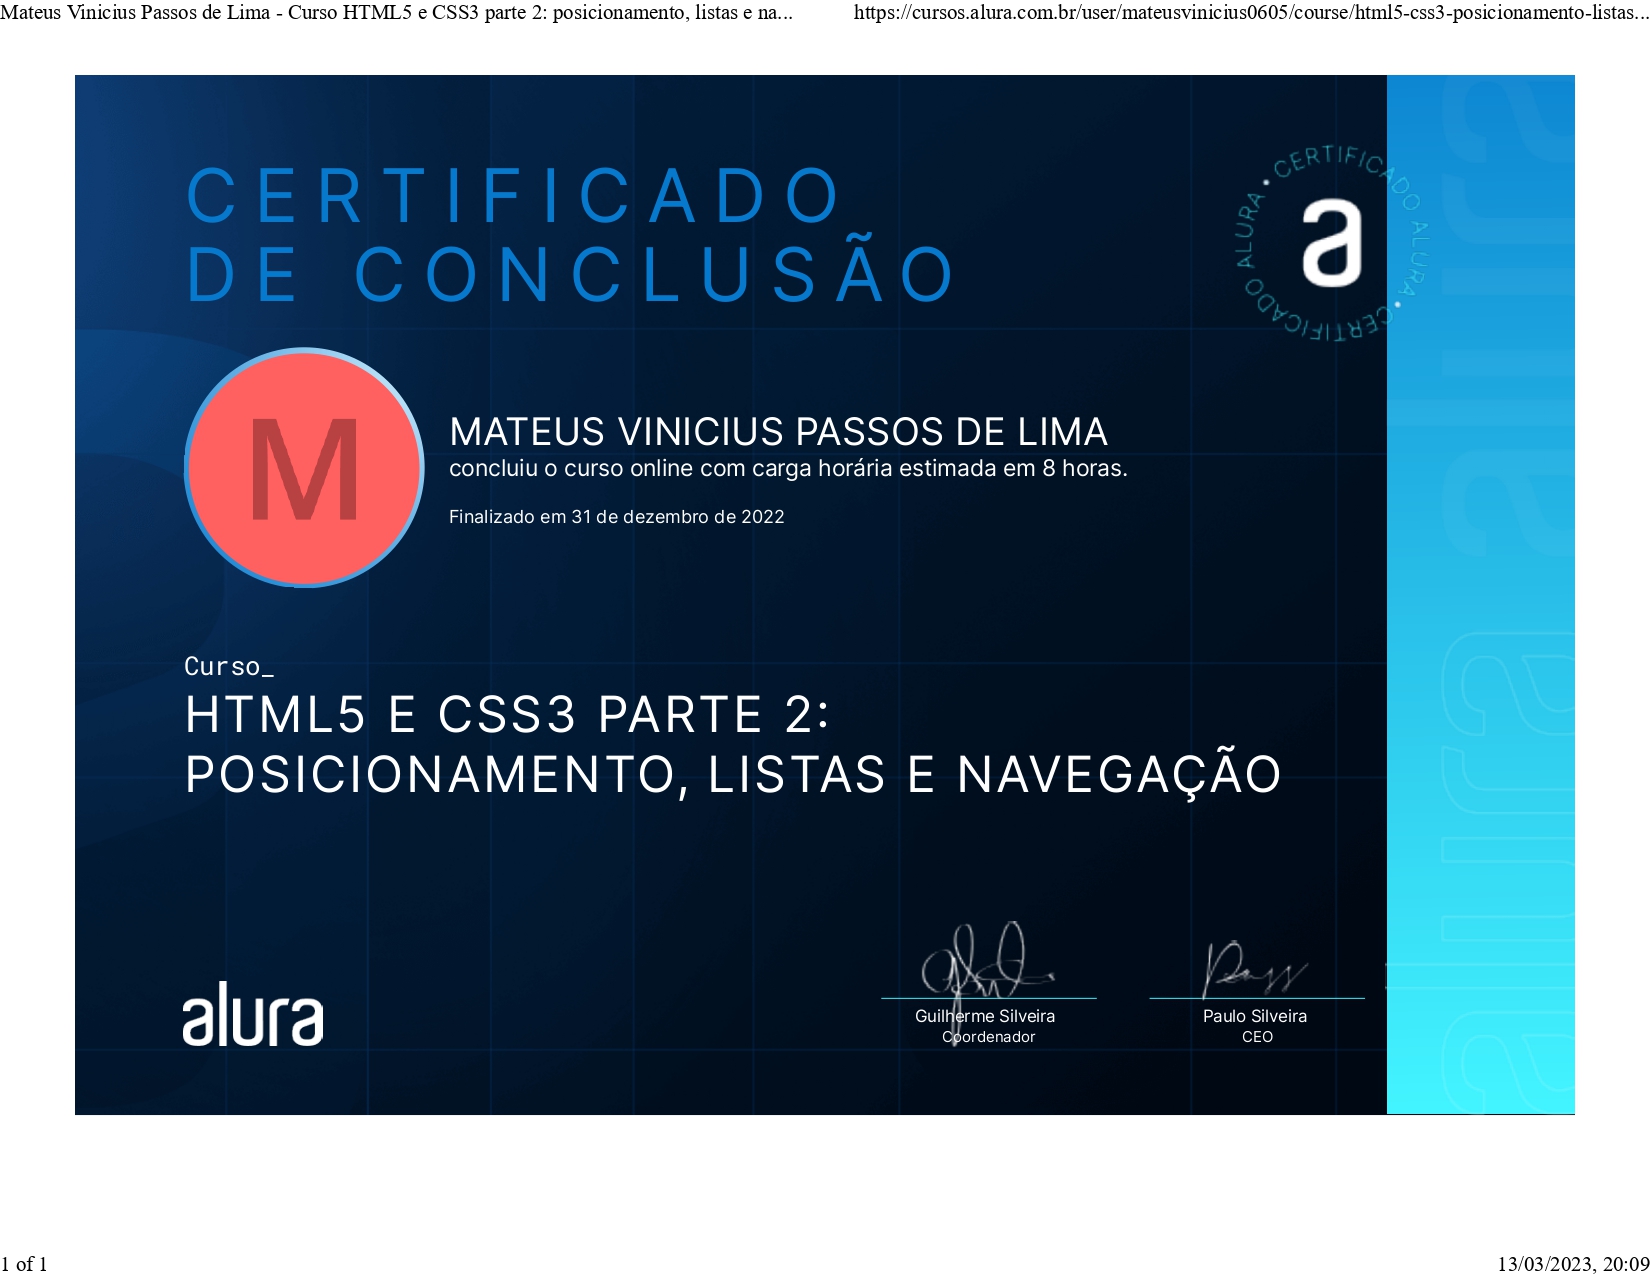 Mateus Vinicius Passos de Lima - Curso HTML5 e CSS3 parte 2: posicionamento, listas e na...
https://cursos.alura.com.br/user/mateusvinicius0605/course/html5-css3-posicionamento-listas...
CERTIFICADO
DE CONCLUSÃO
CERTIFICADO ALURA • CERTIFICADO ALURA •
a
M
MATEUS VINICIUS PASSOS DE LIMA
concluiu o curso online com carga horária estimada em 8 horas.
Finalizado em 31 de dezembro de 2022
Curso_
HTML5 E CSS3 PARTE 2:
POSICIONAMENTO, LISTAS E NAVEGAÇÃO
alura
Guilherme Silveira
Coordenador
Paulo Silveira
CEO
alura alura
1 of 1
13/03/2023, 20:09